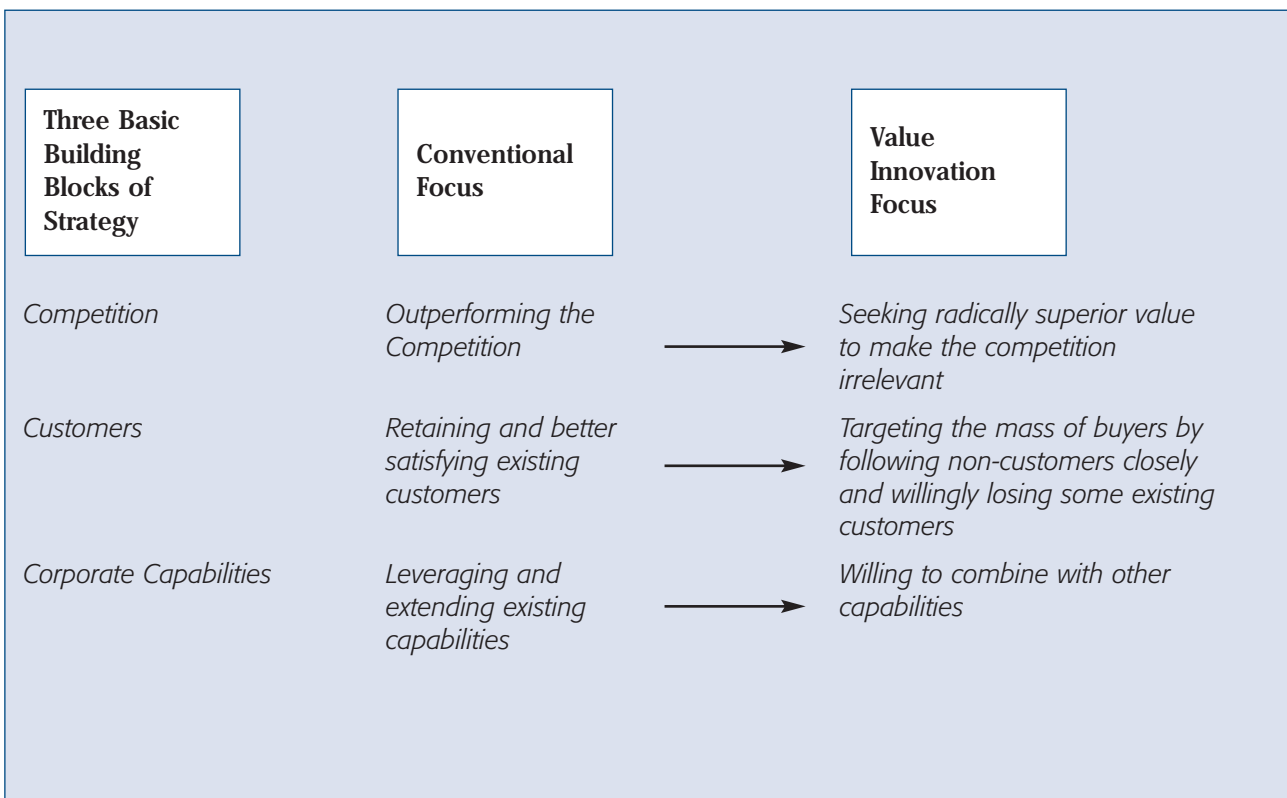 Three Basic
Building
Blocks of
Strategy
Conventional
Focus
Value
Innovation
Focus
Competition
Outperforming the
Competition
Seeking radically superior value
to make the competition
irrelevant
Customers
Retaining and better
satisfying existing
customers
Targeting the mass of buyers by
following non-customers closely
and willingly losing some existing
customers
Corporate Capabilities
Leveraging and
extending existing
capabilities
Willing to combine with other
capabilities